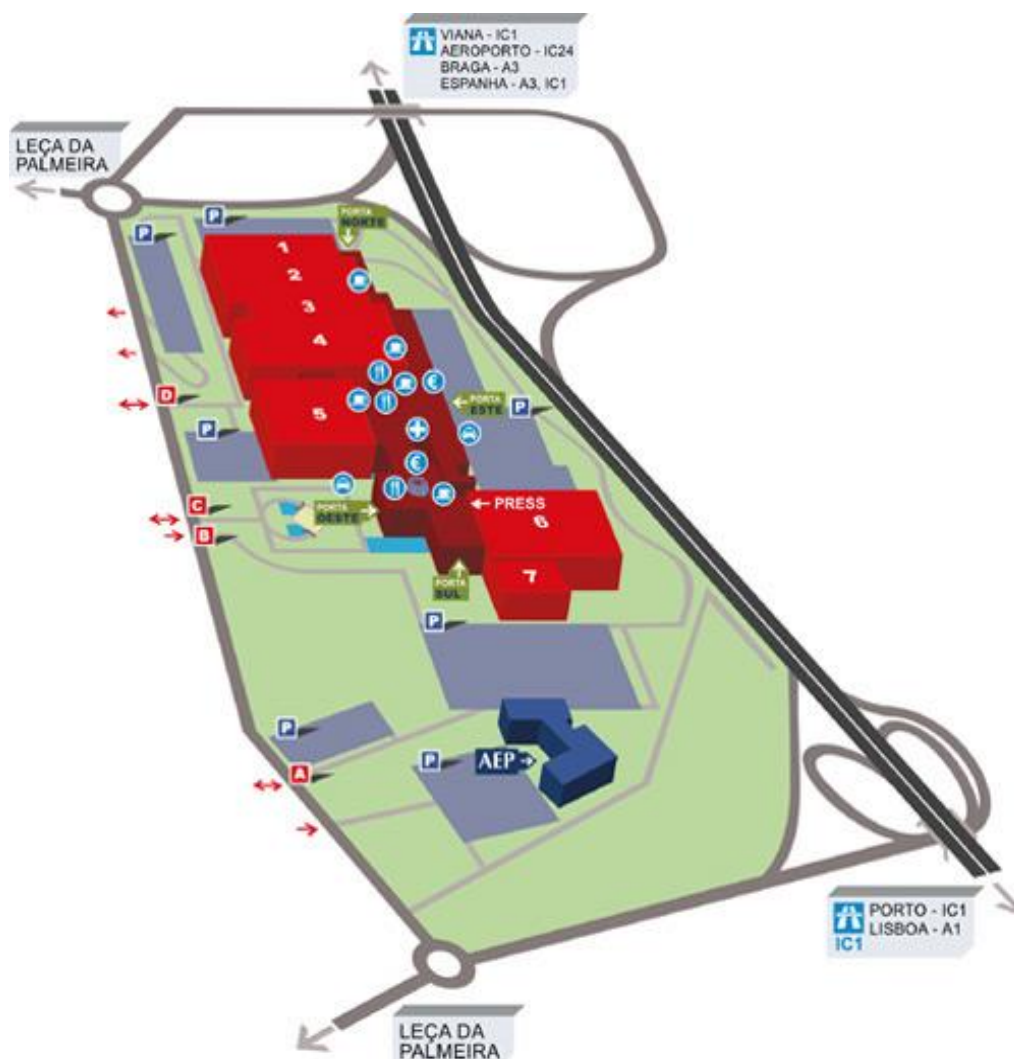 VIANA - IC1
AEROPORTO - IC24
BRAGA - A3
ESPANHA - A3, IC1
LEÇA DA
PALMEIRA
P
P
PORTA
NORTE
1
2
3
4
5
€
D
PORTA
ESTE
P
P
€
C
B
PORTA
OESTE
PRESS
6
7
PORTA
SUL
P
P
A
P
AEP
PORTO - IC1
LISBOA - A1
IC1
LEÇA DA
PALMEIRA